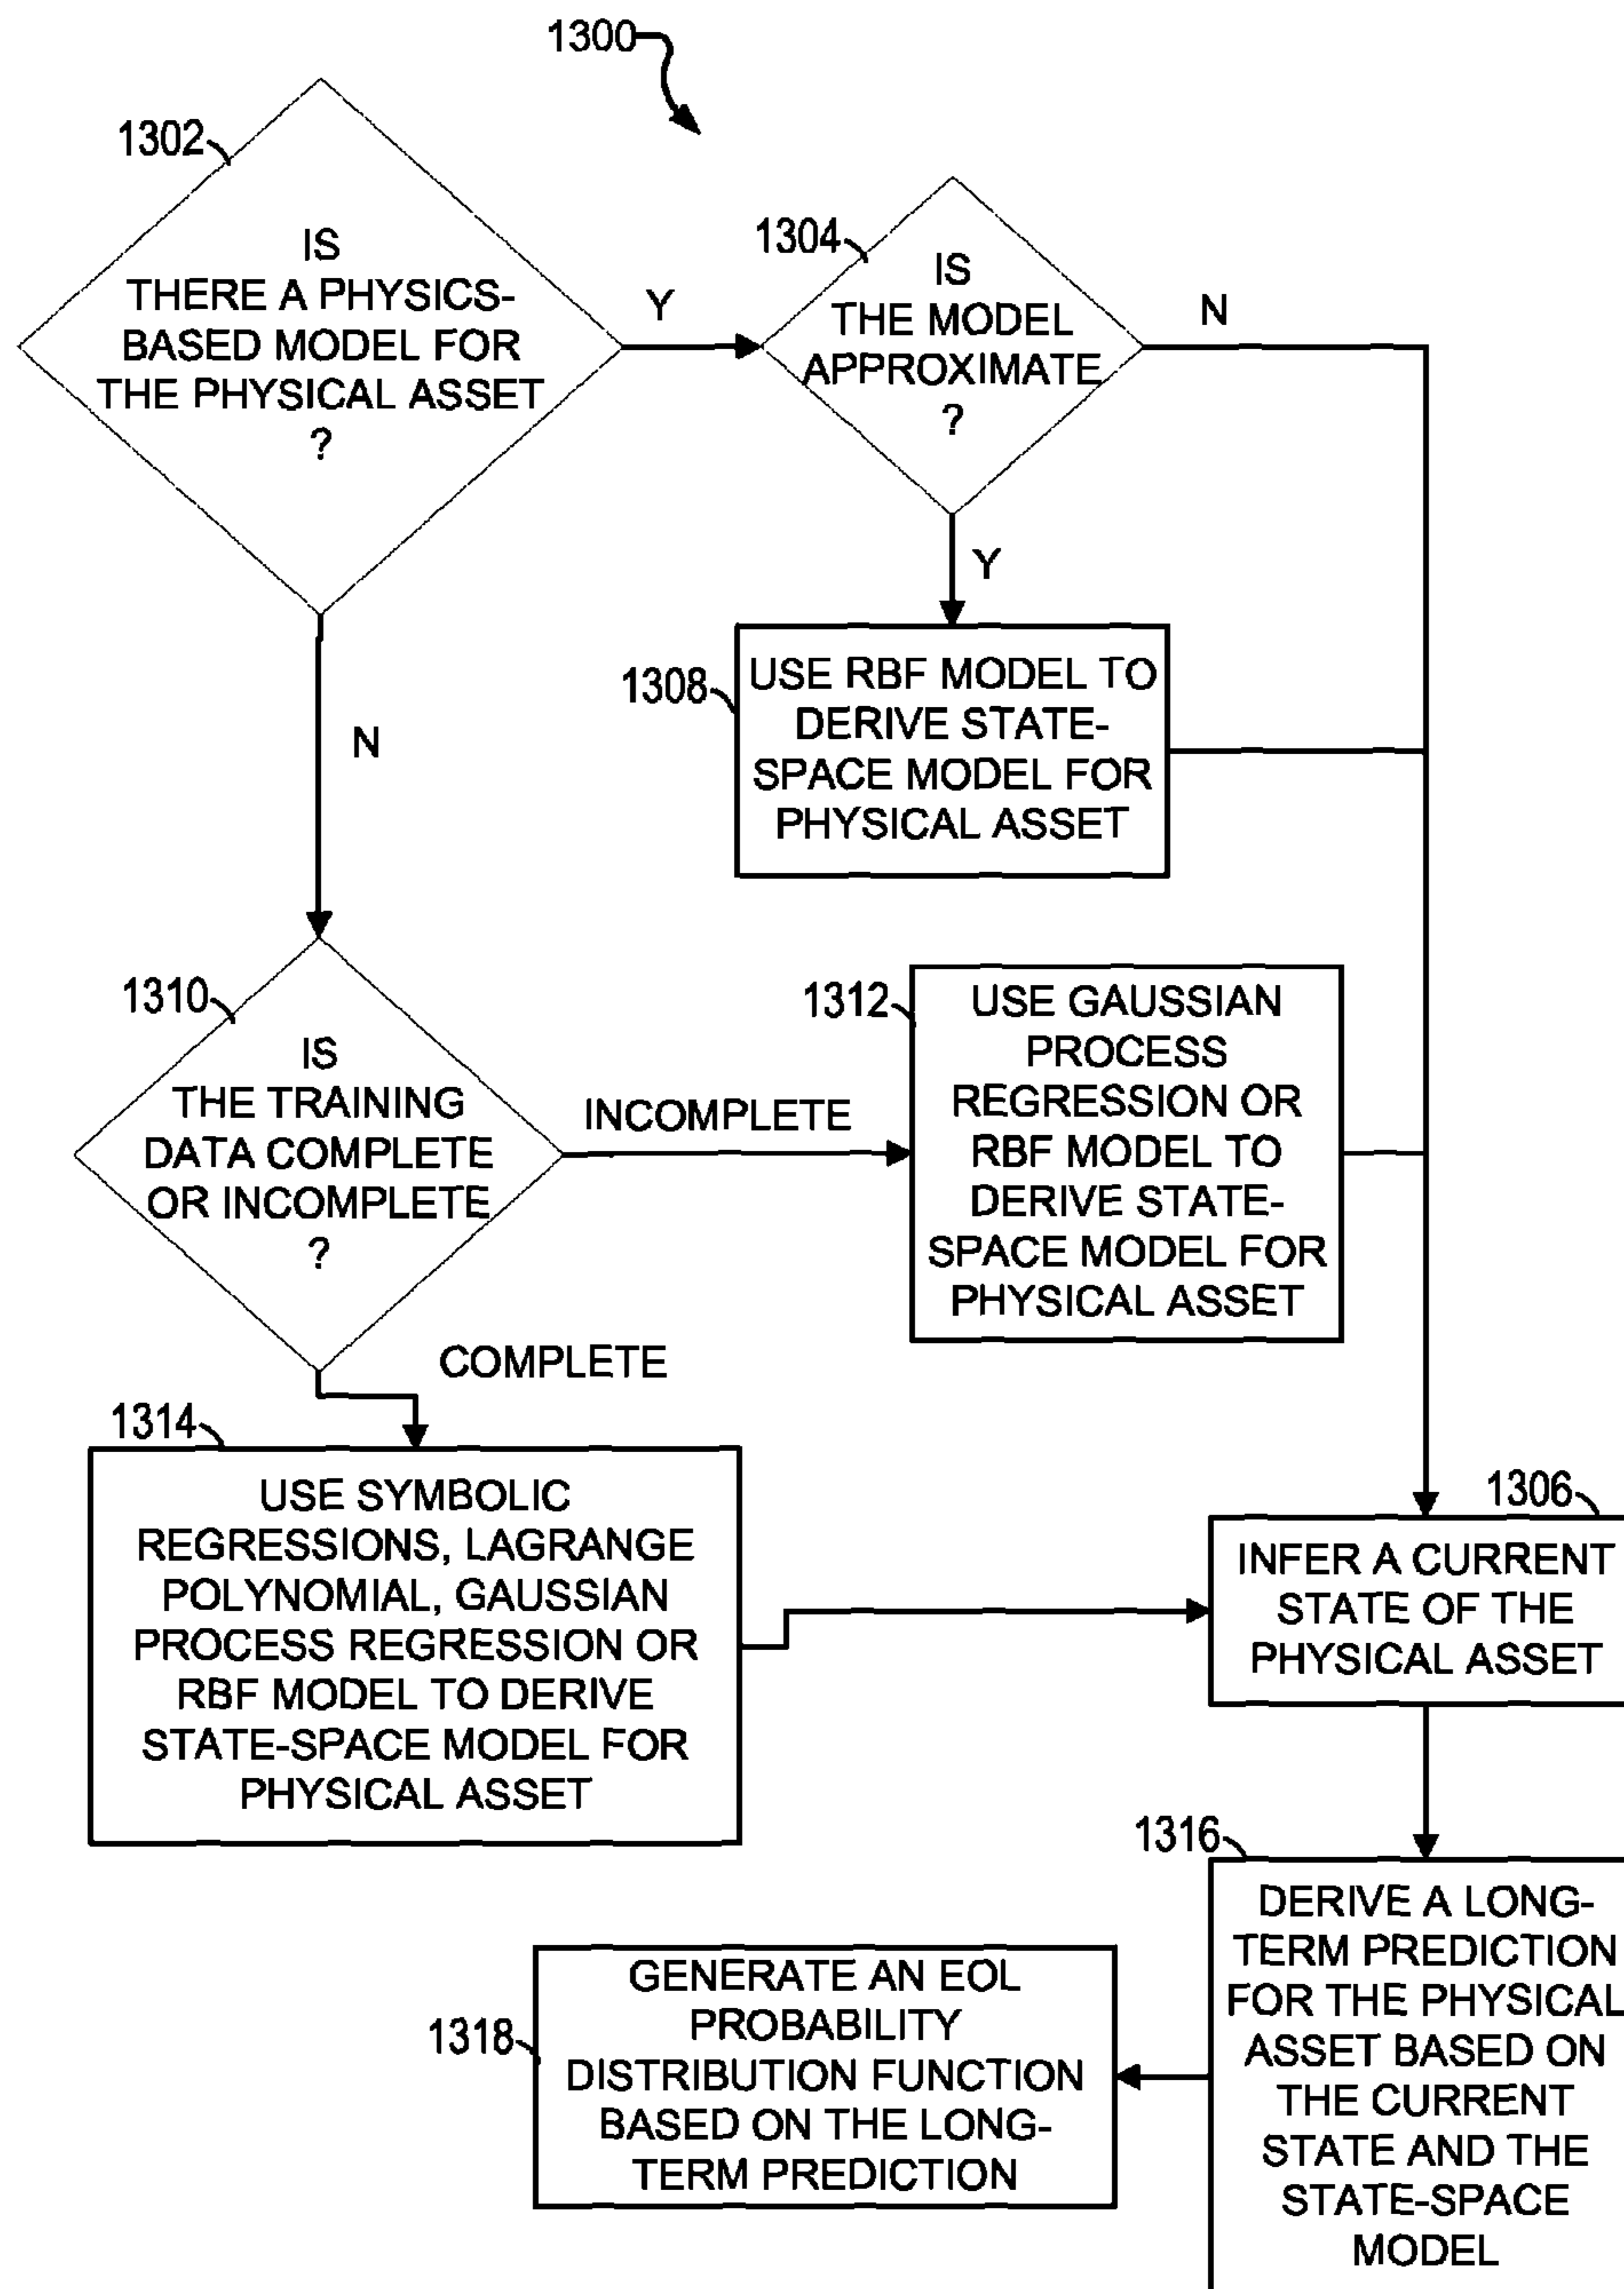 1300
1302
IS
THERE A PHYSICS-
BASED MODEL FOR
THE PHYSICAL ASSET
?
Y
1304
IS
THE MODEL
APPROXIMATE
?
N
Y
1308
USE RBF MODEL TO
DERIVE STATE-
SPACE MODEL FOR
PHYSICAL ASSET
N
1310
IS
THE TRAINING
DATA COMPLETE
OR INCOMPLETE
?
INCOMPLETE
1312
USE GAUSSIAN
PROCESS
REGRESSION OR
RBF MODEL TO
DERIVE STATE-
SPACE MODEL FOR
PHYSICAL ASSET
COMPLETE
1314
USE SYMBOLIC
REGRESSIONS, LAGRANGE
POLYNOMIAL, GAUSSIAN
PROCESS REGRESSION OR
RBF MODEL TO DERIVE
STATE-SPACE MODEL FOR
PHYSICAL ASSET
1306
INFER A CURRENT
STATE OF THE
PHYSICAL ASSET
1316
DERIVE A LONG-
TERM PREDICTION
FOR THE PHYSICAL
ASSET BASED ON
THE CURRENT
STATE AND THE
STATE-SPACE
MODEL
1318
GENERATE AN EOL
PROBABILITY
DISTRIBUTION FUNCTION
BASED ON THE LONG-
TERM PREDICTION